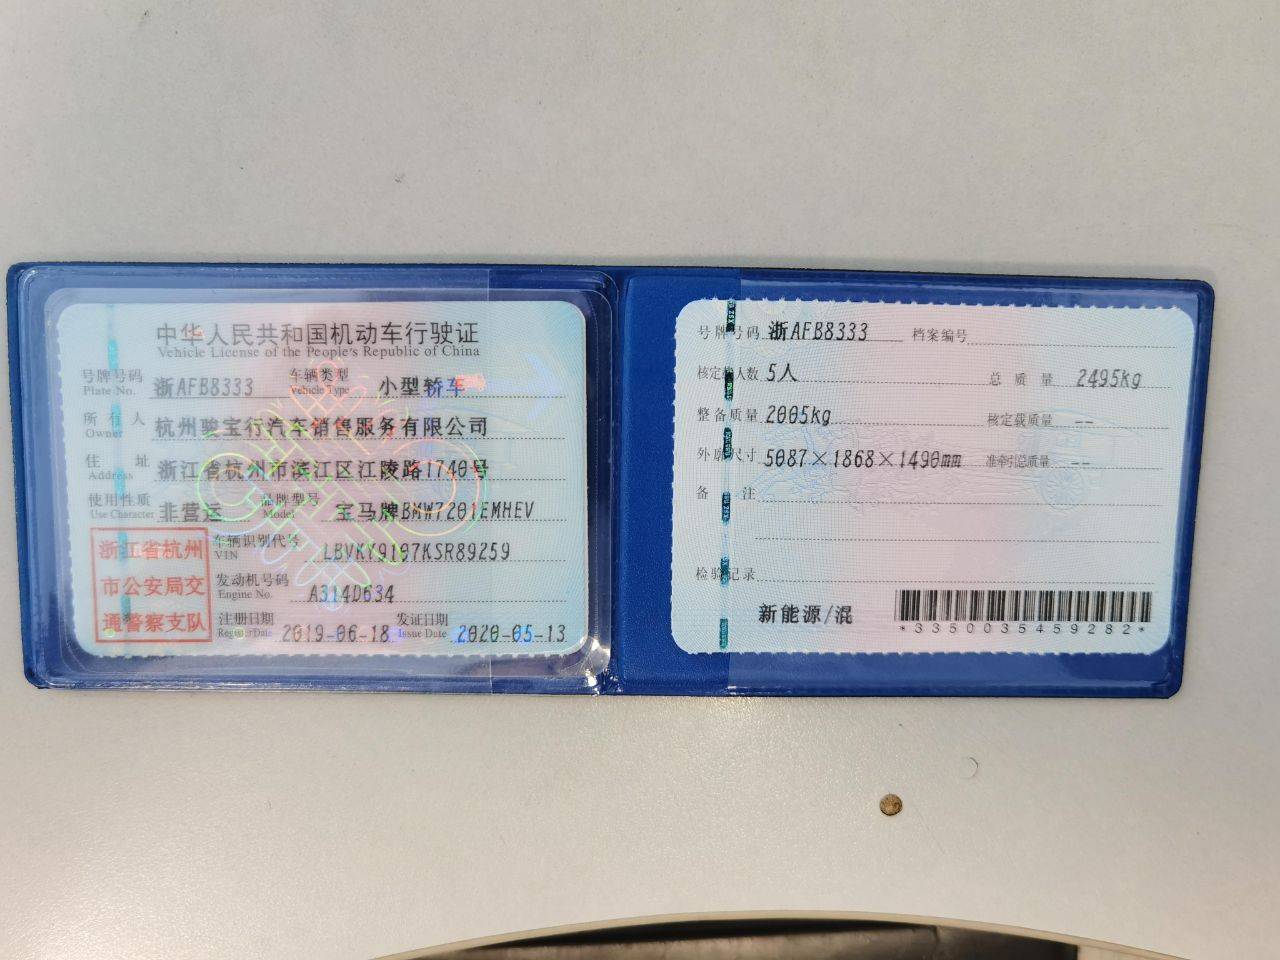 中华人民共和国机动车行驶证
Vehicle License of the People's Republic of China
号牌号码 浙AFB8333 车辆类型 小型轿车
Plate No. Vehicle Type
所有人 杭州骏宝行汽车销售服务有限公司
Owner
住址 浙江省杭州市滨江区江陵路1740号
Address
使用性质 非营运 品牌型号 宝马牌BMW7201EMHEV
Use Character Model
浙江省杭州
市公安局交
通警察支队
车辆识别代号 LBVKY9107KSR89259
VIN
发动机号码 A314D634
Engine No.
注册日期 2019-06-18 发证日期 2020-05-13
Register Date Issue Date
号牌号码 浙AFB8333 档案编号
核定载人数 5人 总质量 2495kg
整备质量 2005kg 核定载质量 --
外廓尺寸 5087×1868×1490mm 准牵引总质量 --
备注
检验记录
新能源/混
*3350035459282*